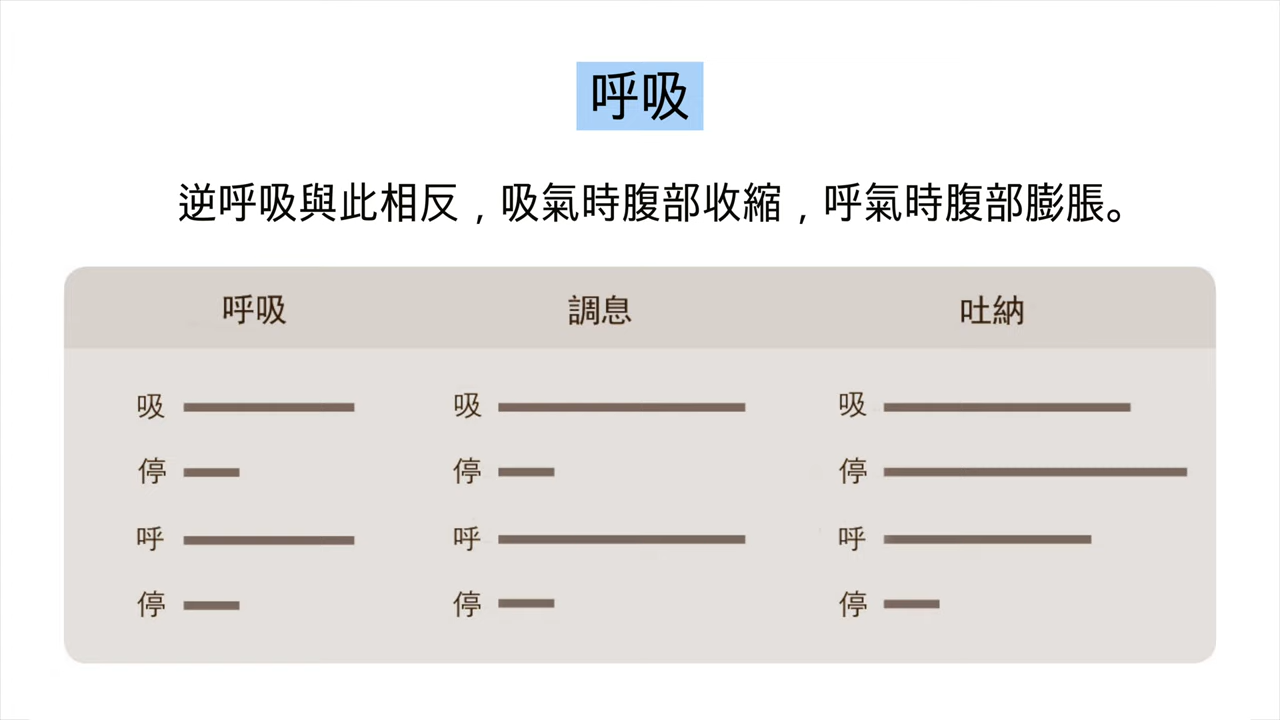 呼吸
逆呼吸與此相反，吸氣時腹部收縮，呼氣時腹部膨脹。
呼吸 調息 吐納
吸 吸 吸
停 停 停
呼 呼 呼
停 停 停